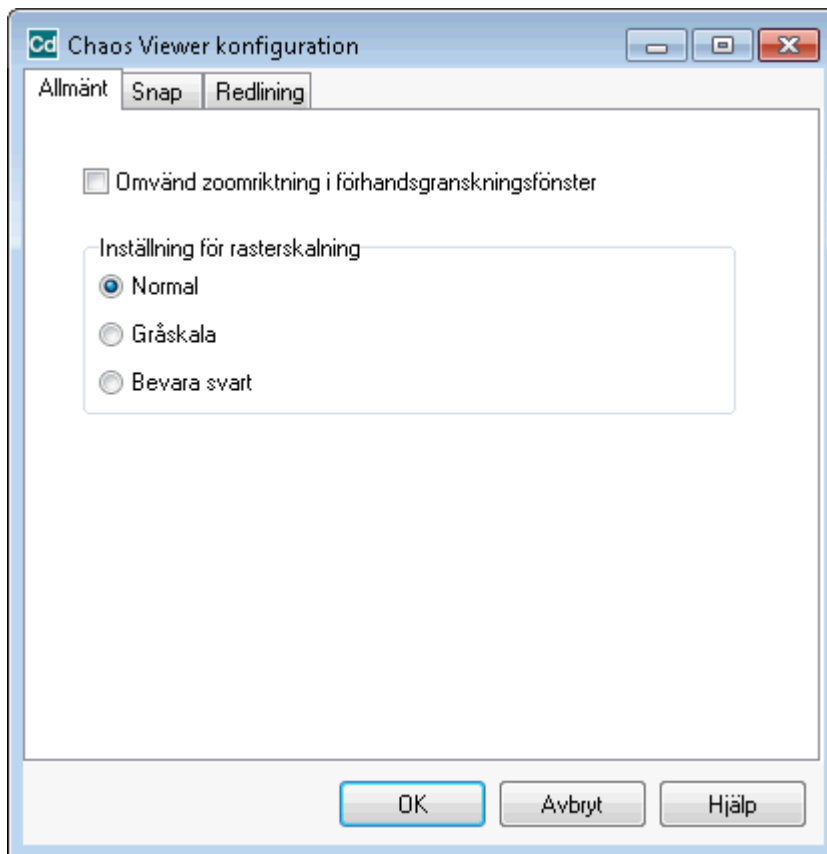 Cd Chaos Viewer konfiguration
Allmänt Snap Redlining
Omvänd zoomriktning i förhandsgranskningsfönster
Inställning för rasterskalning
Normal
Gråskala
Bevara svart
OK Avbryt Hjälp